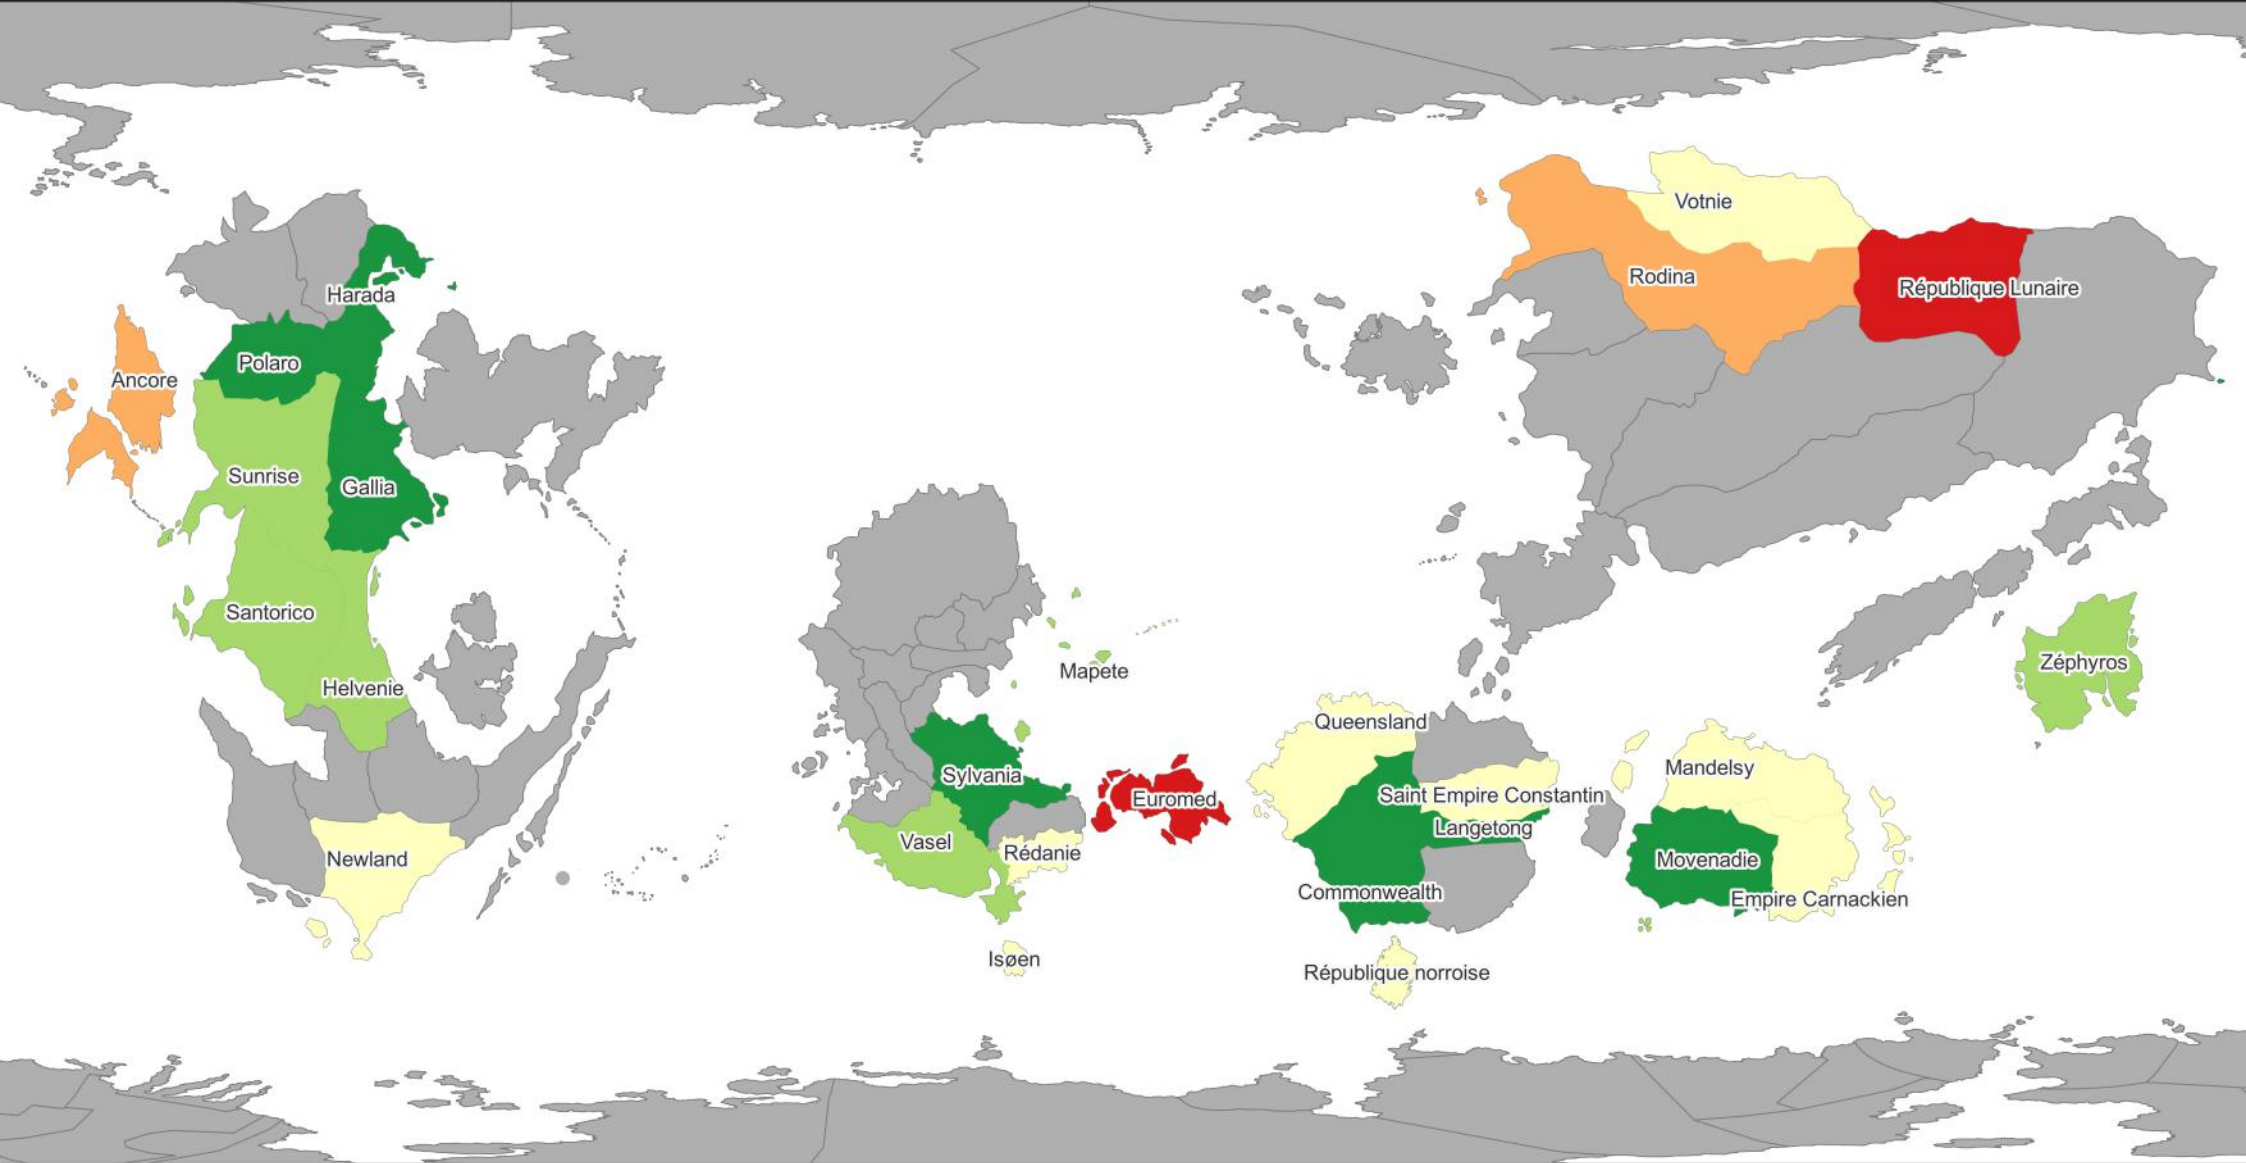 Votnie
Rodina
République Lunaire
Harada
Polaro
Ancore
Sunrise
Gallia
Santorico
Zéphyros
Mapete
Helvenie
Queensland
Mandelsy
Sylvania
Saint Empire Constantin
Euromed
Langetong
Vasel
Rédanie
Newland
Movenadie
Commonwealth
Empire Carnackien
Isøen
République norroise